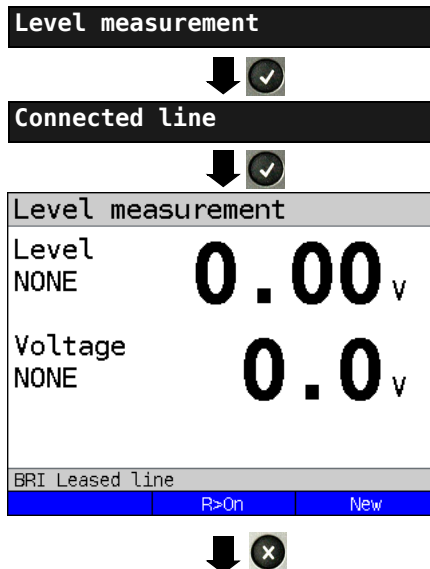 Level measurement
Connected line
Level measurement
Level
NONE
0.00 V
Voltage
NONE
0.0 V
BRI Leased line
R>On New